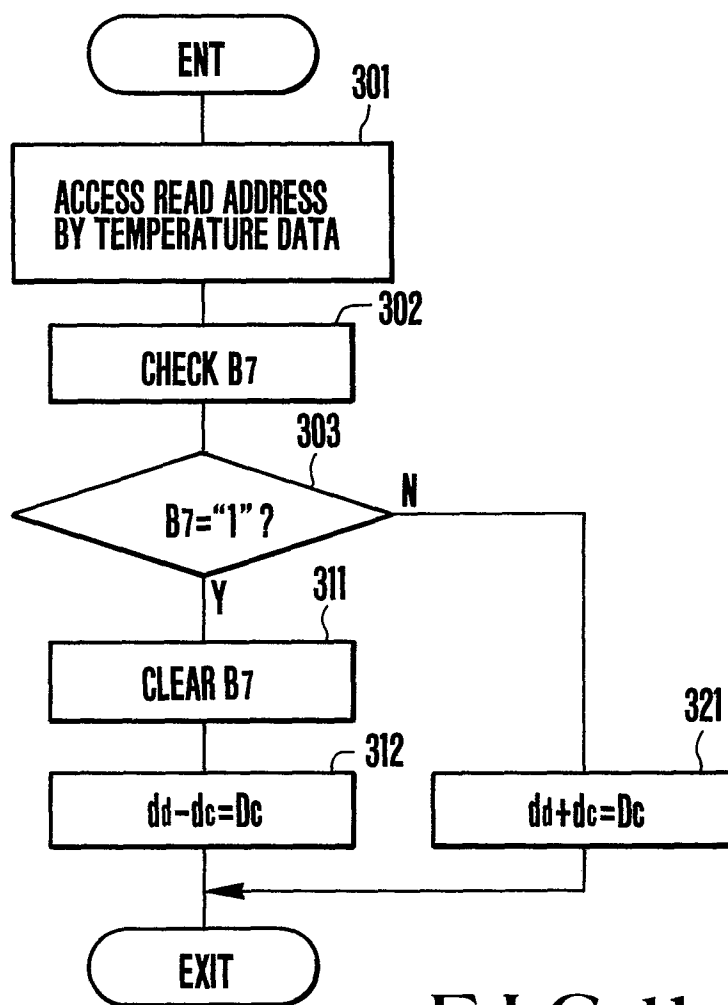 ENT
301
ACCESS READ ADDRESS
BY TEMPERATURE DATA
302
CHECK B7
303
B7="1"?
N
Y
311
CLEAR B7
321
312
dd-dc=Dc
dd+dc=Dc
EXIT